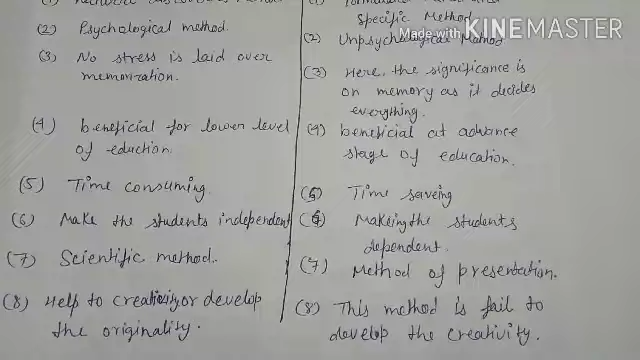 (2) Psychological method.
(3) No stress is laid over
memorization.
(4) beneficial for lower level
of eduction.
(5) Time consuming.
(6) Make the students independent
(7) Scientific method.
(8) Help to creativity or develop
the originality.
Specific Method
(2) Unpsychological Method
(3) Here, the significance is
on memory as it decides
everything.
(4) beneficial at advance
stage of education.
(5) Time saveing
(6) Makeing the students
dependent.
(7) Method of presentation.
(8) This method is fail to
develop the creativity.
Made with KINEMASTER